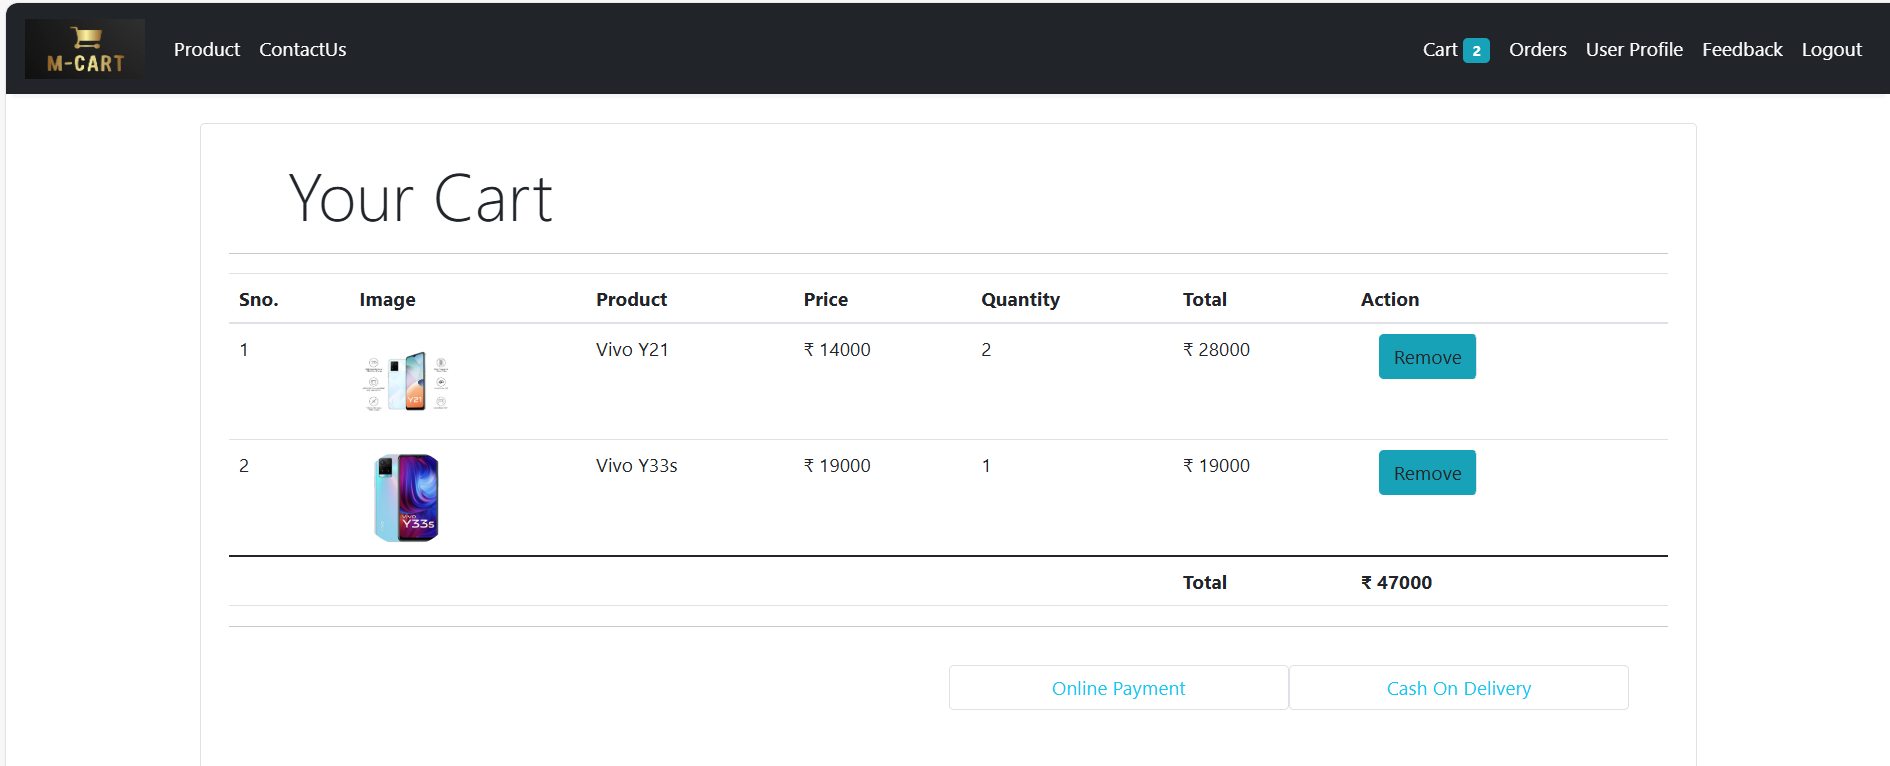 M-CART
Product ContactUs Cart 2 Orders User Profile Feedback Logout
Your Cart
Sno. Image Product Price Quantity Total Action
1 Y21 Vivo Y21 ₹ 14000 2 ₹ 28000 Remove
2 vivo Y33s Vivo Y33s ₹ 19000 1 ₹ 19000 Remove
Total ₹ 47000
Online Payment Cash On Delivery